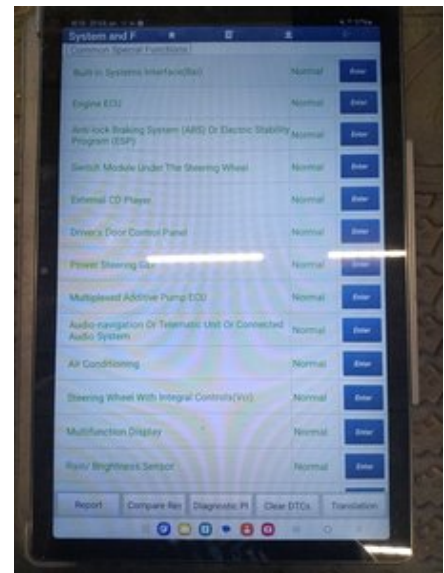 System and F
Common Special Functions
Built-in Systems Interface(Bsi) Normal Enter
Engine ECU Normal Enter
Anti-lock Braking System (ABS) Or Electric Stability
Program (ESP) Normal Enter
Switch Module Under The Steering Wheel Normal Enter
External CD Player Normal Enter
Driver's Door Control Panel Normal Enter
Power Steering Normal Enter
Multiplexed Additive Pump ECU Normal Enter
Audio-navigation Or Telematic Unit Or Connected
Audio System Normal Enter
Air Conditioning Normal Enter
Steering Wheel With Integral Controls(Vci) Normal Enter
Multifunction Display Normal Enter
Rain/ Brightness Sensor Normal Enter
Report Compare Res Diagnostic Pl Clear DTCs Translation